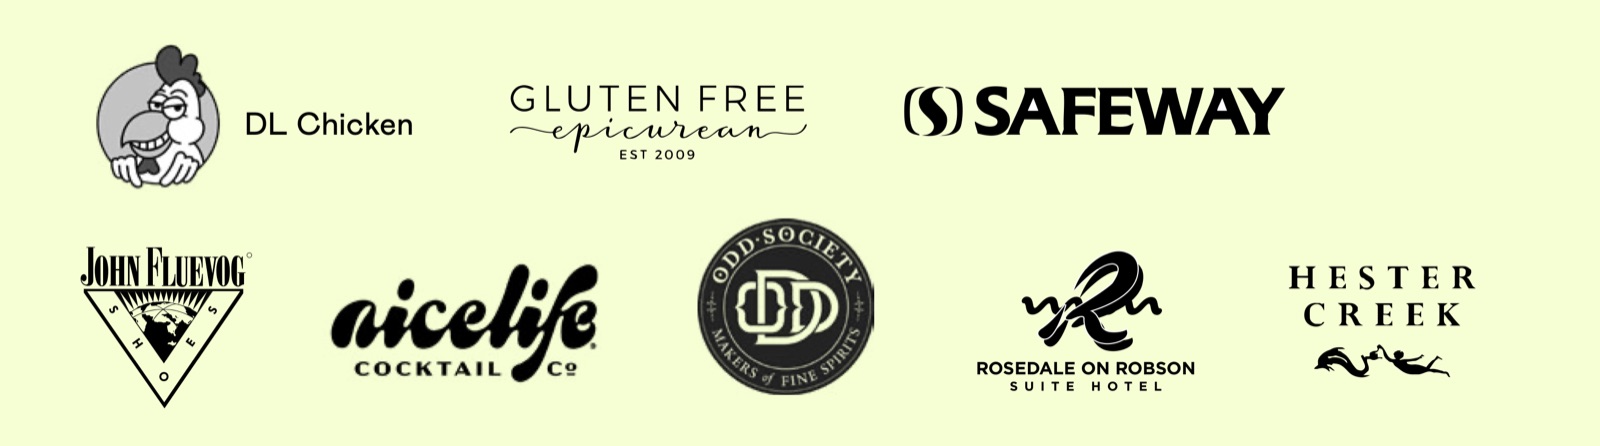 DL Chicken
GLUTEN FREE
epicurean
EST 2009
SAFEWAY
JOHN FLUEVOG
SHOES
nicelife
COCKTAIL Co
ODD·SOCIETY
ODD
MAKERS of FINE SPIRITS
R
ROSEDALE ON ROBSON
SUITE HOTEL
HESTER
CREEK